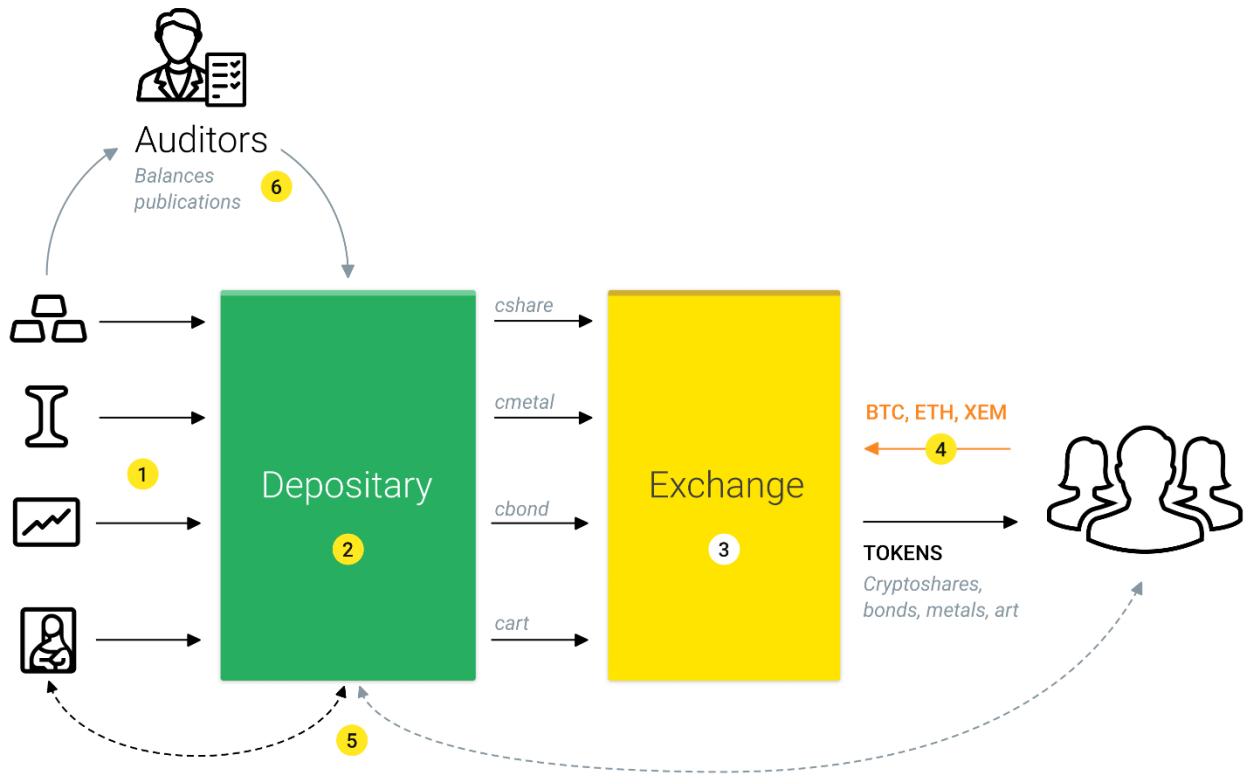 Auditors
Balances
publications
6
cshare
cmetal
BTC, ETH, XEM
4
1
Depositary
cbond
Exchange
2
3
TOKENS
Cryptoshares,
bonds, metals, art
cart
5